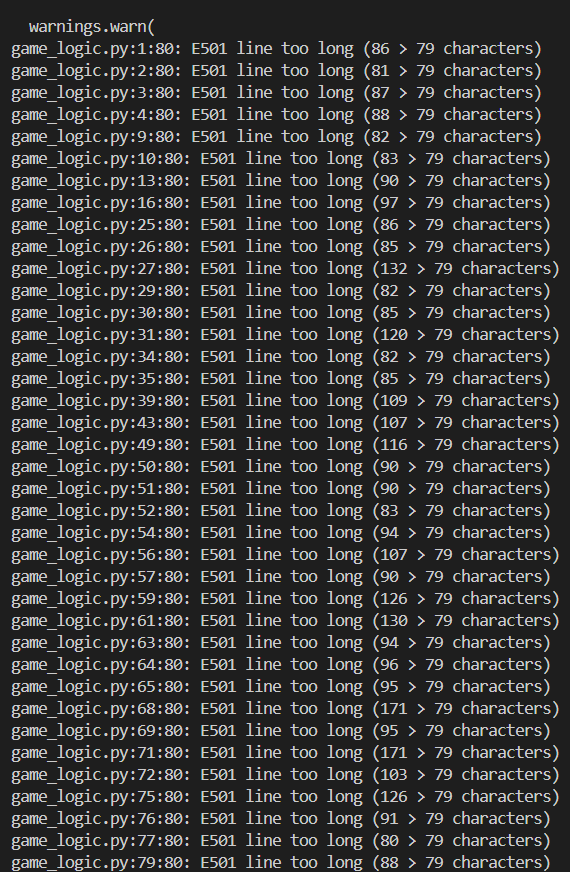 warnings.warn(
game_logic.py:1:80: E501 line too long (86 > 79 characters)
game_logic.py:2:80: E501 line too long (81 > 79 characters)
game_logic.py:3:80: E501 line too long (87 > 79 characters)
game_logic.py:4:80: E501 line too long (88 > 79 characters)
game_logic.py:9:80: E501 line too long (82 > 79 characters)
game_logic.py:10:80: E501 line too long (83 > 79 characters)
game_logic.py:13:80: E501 line too long (90 > 79 characters)
game_logic.py:16:80: E501 line too long (97 > 79 characters)
game_logic.py:25:80: E501 line too long (86 > 79 characters)
game_logic.py:26:80: E501 line too long (85 > 79 characters)
game_logic.py:27:80: E501 line too long (132 > 79 characters)
game_logic.py:29:80: E501 line too long (82 > 79 characters)
game_logic.py:30:80: E501 line too long (85 > 79 characters)
game_logic.py:31:80: E501 line too long (120 > 79 characters)
game_logic.py:34:80: E501 line too long (82 > 79 characters)
game_logic.py:35:80: E501 line too long (85 > 79 characters)
game_logic.py:39:80: E501 line too long (109 > 79 characters)
game_logic.py:43:80: E501 line too long (107 > 79 characters)
game_logic.py:49:80: E501 line too long (116 > 79 characters)
game_logic.py:50:80: E501 line too long (90 > 79 characters)
game_logic.py:51:80: E501 line too long (90 > 79 characters)
game_logic.py:52:80: E501 line too long (83 > 79 characters)
game_logic.py:54:80: E501 line too long (94 > 79 characters)
game_logic.py:56:80: E501 line too long (107 > 79 characters)
game_logic.py:57:80: E501 line too long (90 > 79 characters)
game_logic.py:59:80: E501 line too long (126 > 79 characters)
game_logic.py:61:80: E501 line too long (130 > 79 characters)
game_logic.py:63:80: E501 line too long (94 > 79 characters)
game_logic.py:64:80: E501 line too long (96 > 79 characters)
game_logic.py:65:80: E501 line too long (95 > 79 characters)
game_logic.py:68:80: E501 line too long (171 > 79 characters)
game_logic.py:69:80: E501 line too long (95 > 79 characters)
game_logic.py:71:80: E501 line too long (171 > 79 characters)
game_logic.py:72:80: E501 line too long (103 > 79 characters)
game_logic.py:75:80: E501 line too long (126 > 79 characters)
game_logic.py:76:80: E501 line too long (91 > 79 characters)
game_logic.py:77:80: E501 line too long (80 > 79 characters)
game_logic.py:79:80: E501 line too long (88 > 79 characters)